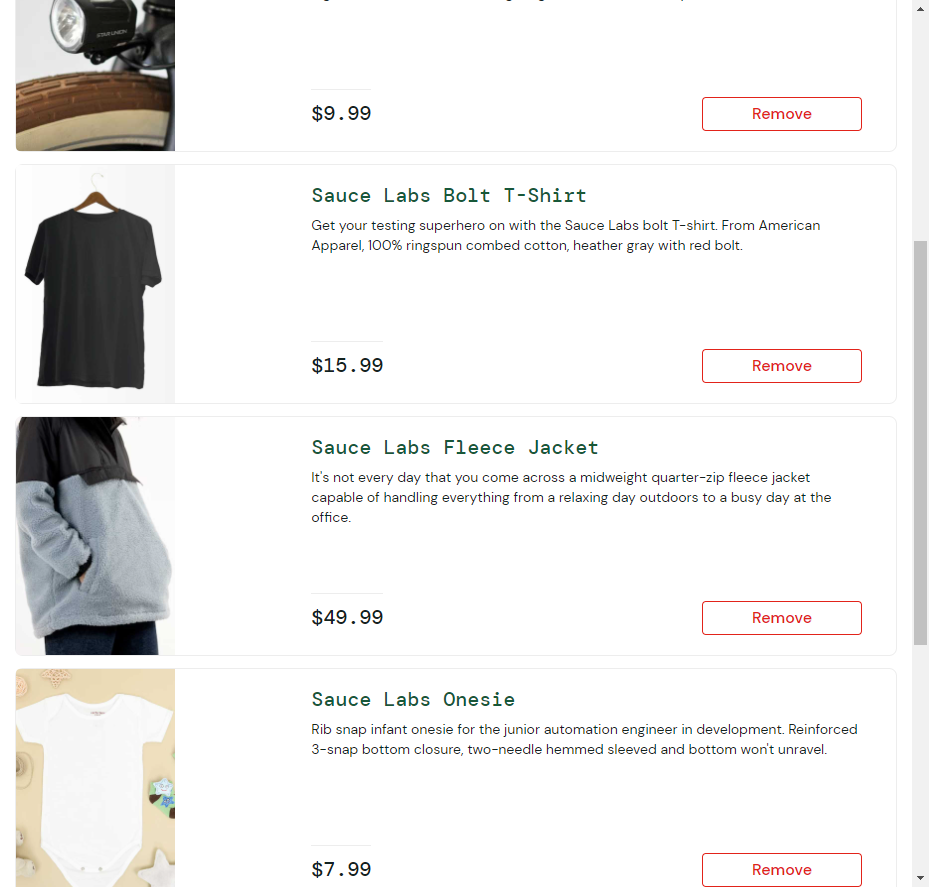 $9.99
Remove
Sauce Labs Bolt T-Shirt
Get your testing superhero on with the Sauce Labs bolt T-shirt. From American
Apparel, 100% ringspun combed cotton, heather gray with red bolt.
$15.99
Remove
Sauce Labs Fleece Jacket
It's not every day that you come across a midweight quarter-zip fleece jacket
capable of handling everything from a relaxing day outdoors to a busy day at the
office.
$49.99
Remove
Sauce Labs Onesie
Rib snap infant onesie for the junior automation engineer in development. Reinforced
3-snap bottom closure, two-needle hemmed sleeved and bottom won't unravel.
$7.99
Remove